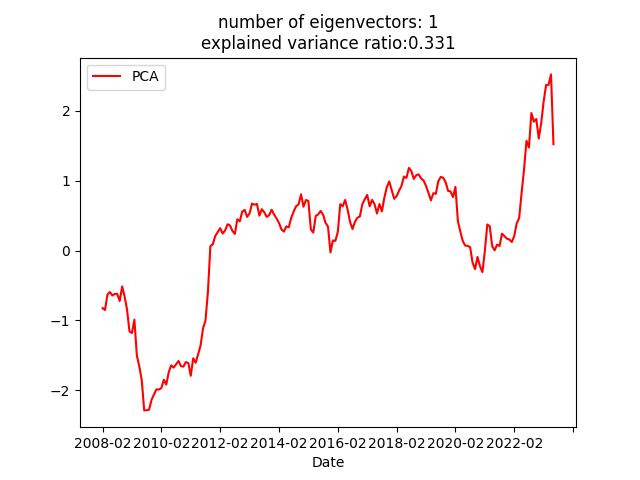 number of eigenvectors: 1
explained variance ratio:0.331
PCA
2
1
0
−1
−2
2008-02 2010-02 2012-02 2014-02 2016-02 2018-02 2020-02 2022-02
Date